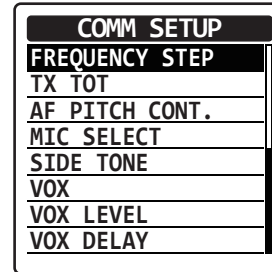 COMM SETUP
FREQUENCY STEP
TX TOT
AF PITCH CONT.
MIC SELECT
SIDE TONE
VOX
VOX LEVEL
VOX DELAY